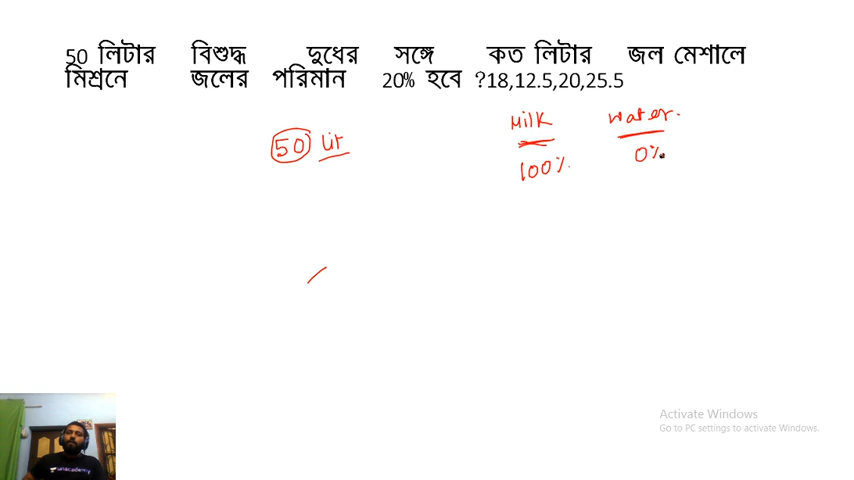 50 লিটার বিশুদ্ধ দুধের সঙ্গে কত লিটার জল মেশালে
মিশ্রনে জলের পরিমান 20% হবে ?18,12.5,20,25.5
Milk water.
50 Lit
100% 0%
Activate Windows
Go to PC settings to activate Windows.
unacademy